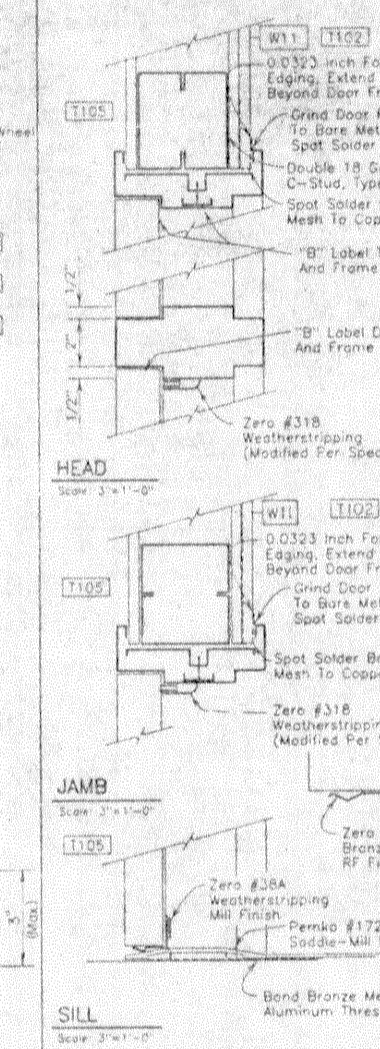 W11 T102
0.0323 Inch Fo
Edging, Extend
Beyond Door Fr
T105
Grind Door
To Bare Met
Spot Solder
Double 18 G
C-Stud, Typ
Spot Solder
Mesh To Cop
"B" Label
And Frame
1/2"
2"
1/2"
"B" Label D
And Frame
Zero #318
Weatherstripping
(Modified Per Spec
HEAD
Scale: 3"=1'-0"
W11 T102
0.0323 Inch Fo
Edging, Extend
Beyond Door Fr
T105
Grind Door
To Bare Met
Spot Solder
Spot Solder Be
Mesh To Coppe
Zero #318
Weatherstrippin
(Modified Per
JAMB
Scale: 3"=1'-0"
T105
Zero
Bronz
RF Fr
Zero #38A
Weatherstripping
Mill Finish
Pemko #172
Saddle-Mill
3"
(Max.)
Bond Bronze Me
Aluminum Thres
SILL
Scale: 3"=1'-0"
wheel